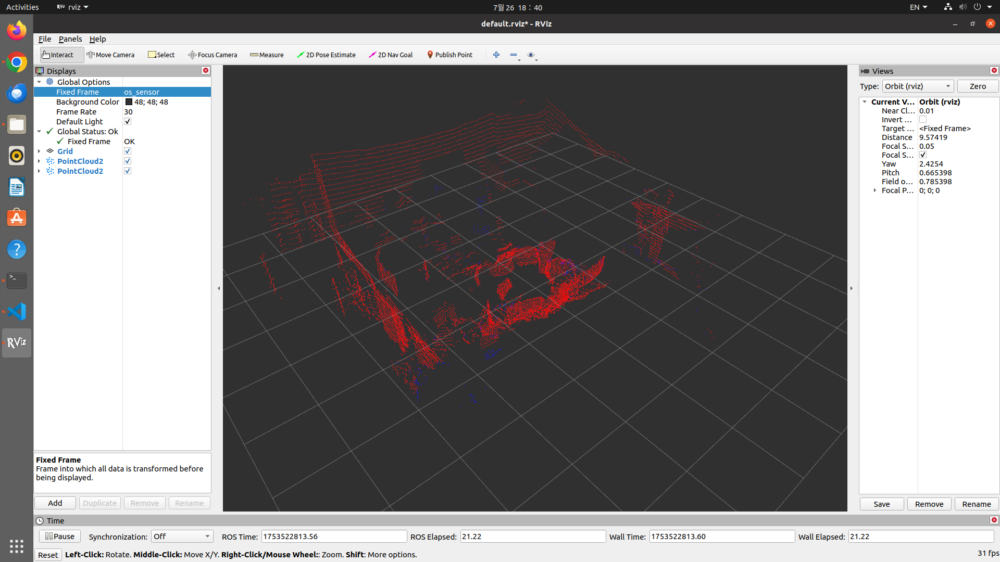 Activities
RViz rviz
7월 26 18 : 40
EN
default.rviz* - RViz
File Panels Help
Interact Move Camera Select Focus Camera Measure 2D Pose Estimate 2D Nav Goal Publish Point
Displays
Global Options
Fixed Frame os_sensor
Background Color 48; 48; 48
Frame Rate 30
Default Light
Global Status: Ok
Fixed Frame OK
Grid
PointCloud2
PointCloud2
Fixed Frame
Frame into which all data is transformed before
being displayed.
Add Duplicate Remove Rename
Views
Type: Orbit (rviz) Zero
Current V... Orbit (rviz)
Near Cl... 0.01
Invert ...
Target ... <Fixed Frame>
Distance 9.57419
Focal S... 0.05
Focal S...
Yaw 2.4254
Pitch 0.665398
Field o... 0.785398
Focal P... 0; 0; 0
Save Remove Rename
RViz
Time
Pause Synchronization: Off ROS Time: 1753522813.56 ROS Elapsed: 21.22 Wall Time: 1753522813.60 Wall Elapsed: 21.22
Reset Left-Click: Rotate. Middle-Click: Move X/Y. Right-Click/Mouse Wheel:: Zoom. Shift: More options.
31 fps